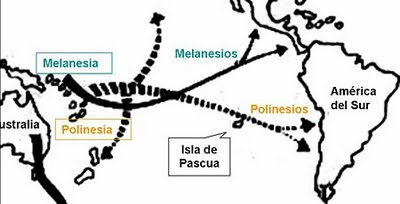 Melanesia
Melanesios
América
del Sur
Polinesios
ustralia
Polinesia
Isla de
Pascua